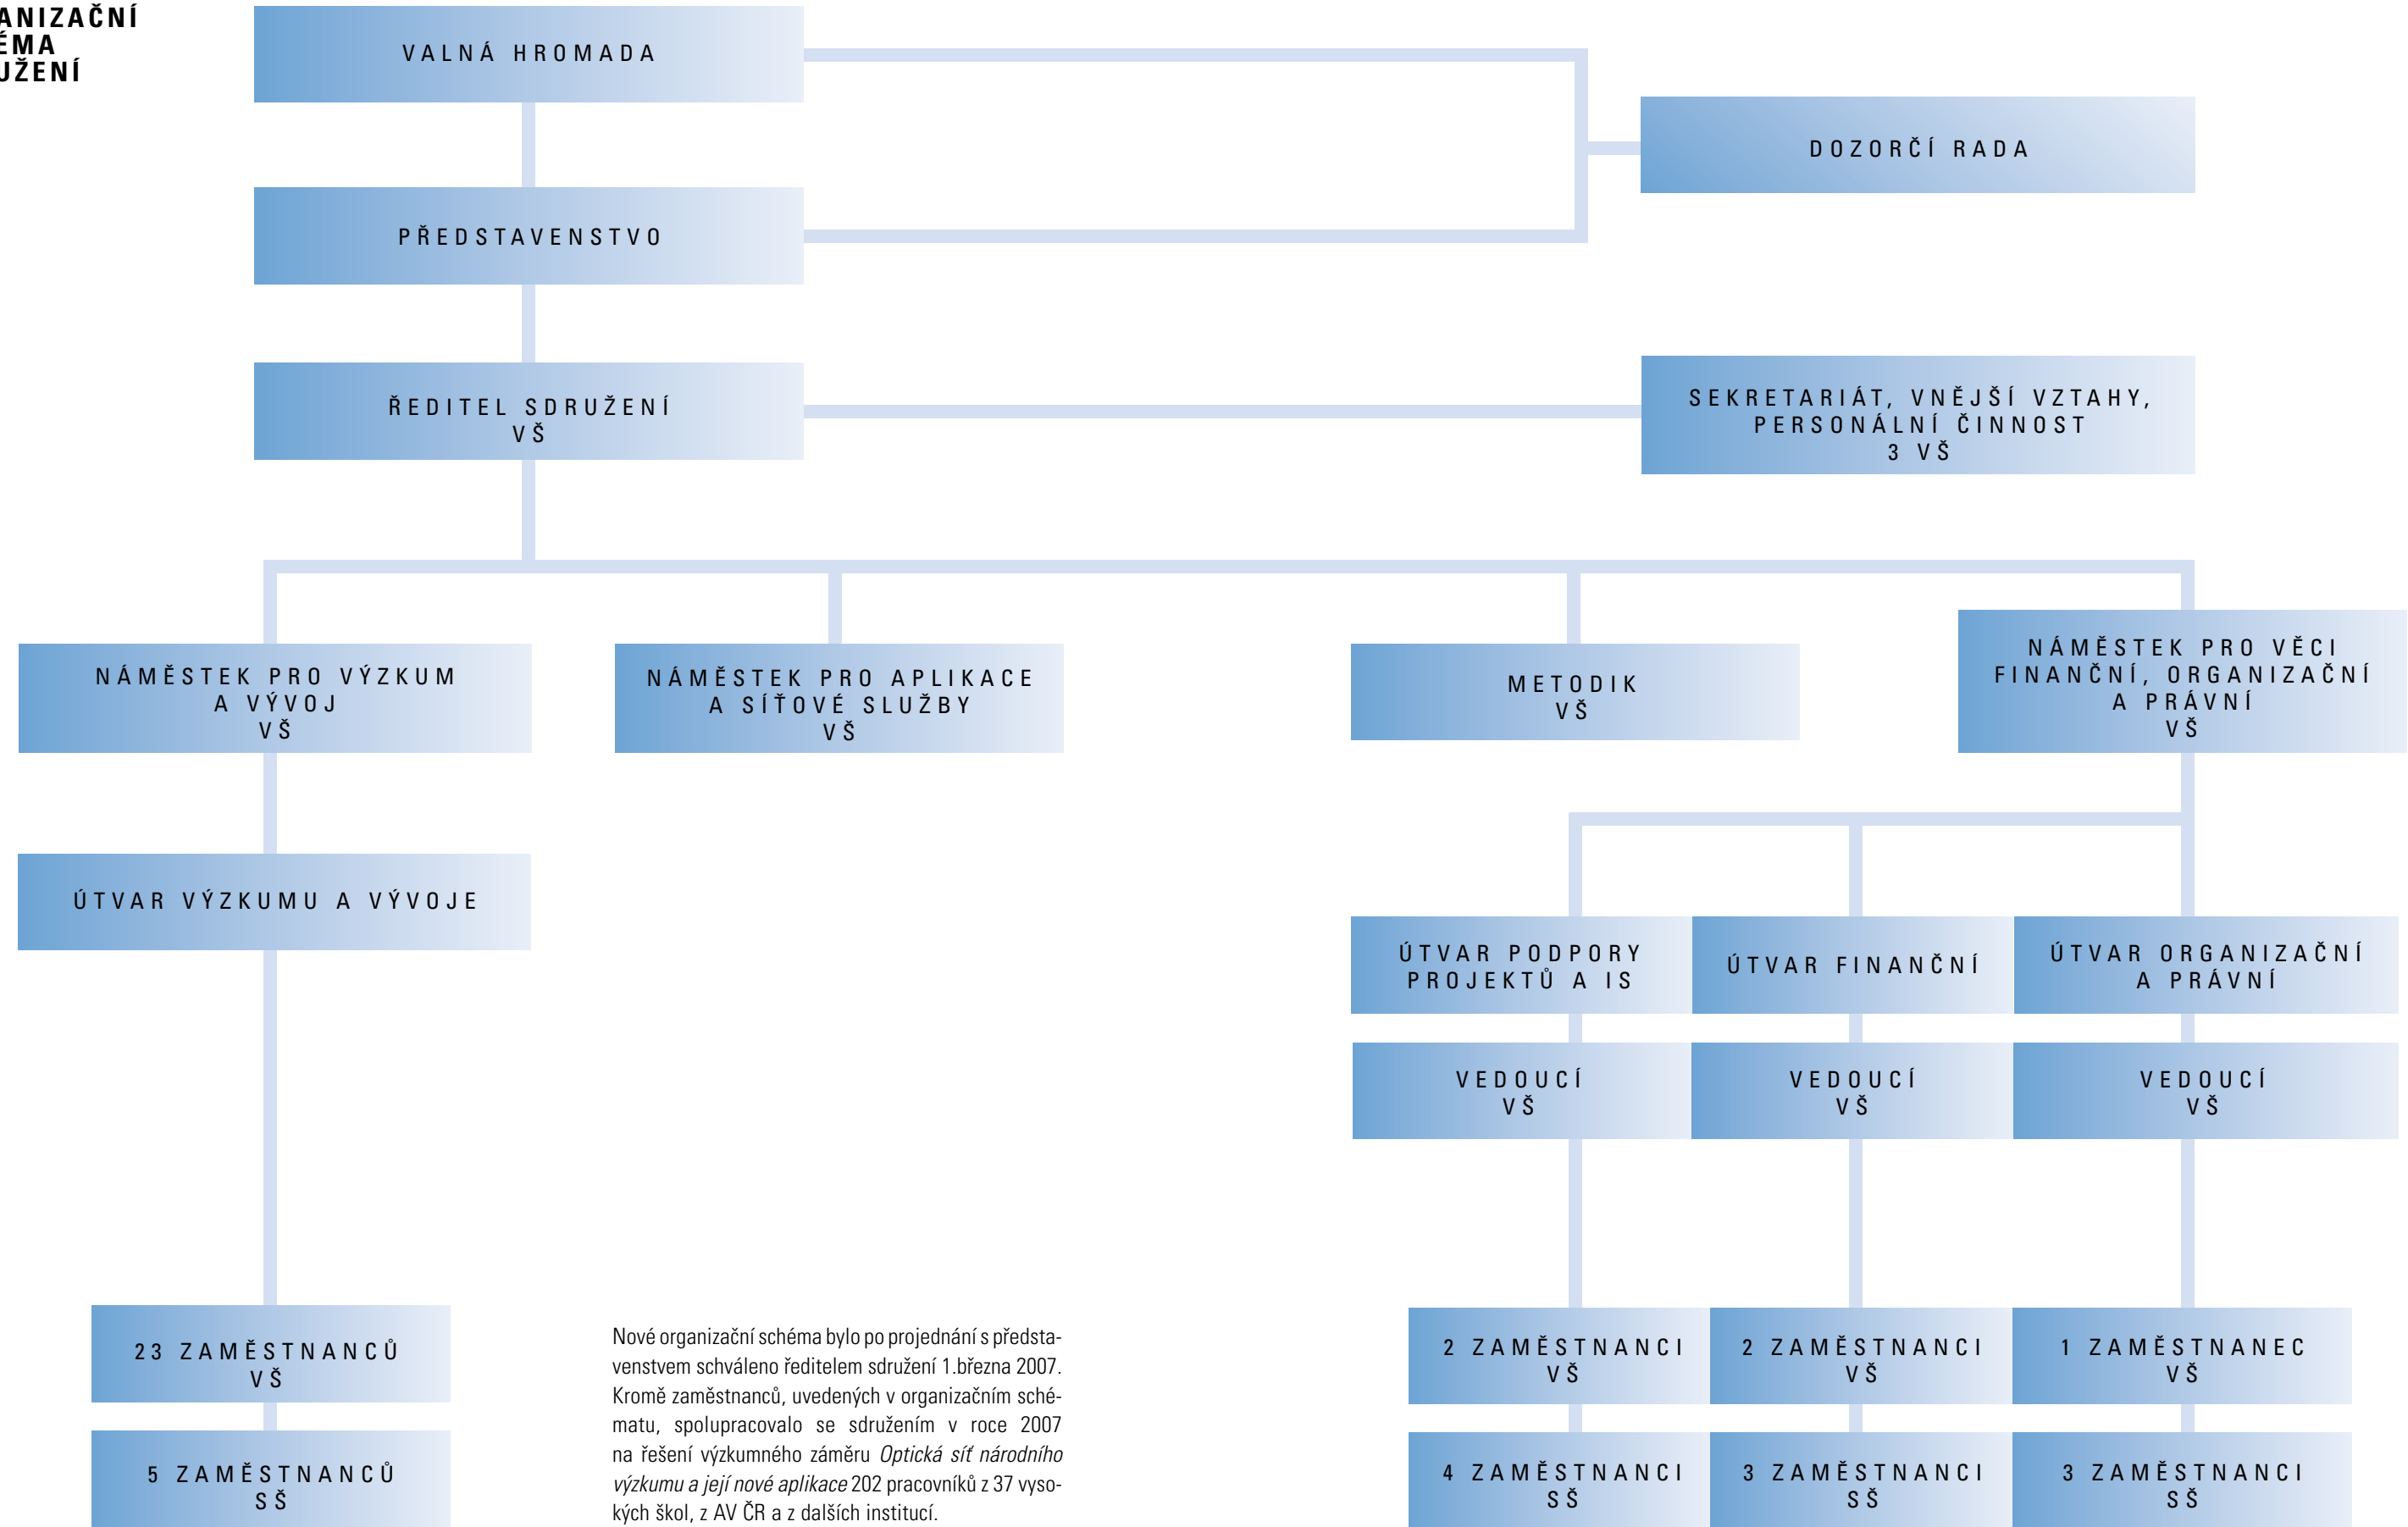 ANIZAČNÍ
ÉMA
UŽENÍ
VALNÁ HROMADA
DOZORČÍ RADA
PŘEDSTAVENSTVO
ŘEDITEL SDRUŽENÍ
VŠ
SEKRETARIÁT, VNĚJŠÍ VZTAHY,
PERSONÁLNÍ ČINNOST
3 VŠ
NÁMĚSTEK PRO VÝZKUM
A VÝVOJ
VŠ
NÁMĚSTEK PRO APLIKACE
A SÍŤOVÉ SLUŽBY
VŠ
METODIK
VŠ
NÁMĚSTEK PRO VĚCI
FINANČNÍ, ORGANIZAČNÍ
A PRÁVNÍ
VŠ
ÚTVAR VÝZKUMU A VÝVOJE
ÚTVAR PODPORY
PROJEKTŮ A IS
ÚTVAR FINANČNÍ
ÚTVAR ORGANIZAČNÍ
A PRÁVNÍ
VEDOUCÍ
VŠ
VEDOUCÍ
VŠ
VEDOUCÍ
VŠ
23 ZAMĚSTNANCŮ
VŠ
5 ZAMĚSTNANCŮ
SŠ
Nové organizační schéma bylo po projednání s předsta-
venstvem schváleno ředitelem sdružení 1.března 2007.
Kromě zaměstnanců, uvedených v organizačním sché-
matu, spolupracovalo se sdružením v roce 2007
na řešení výzkumného záměru Optická síť národního
výzkumu a její nové aplikace 202 pracovníků z 37 vyso-
kých škol, z AV ČR a z dalších institucí.
2 ZAMĚSTNANCI
VŠ
2 ZAMĚSTNANCI
VŠ
1 ZAMĚSTNANEC
VŠ
4 ZAMĚSTNANCI
SŠ
3 ZAMĚSTNANCI
SŠ
3 ZAMĚSTNANCI
SŠ